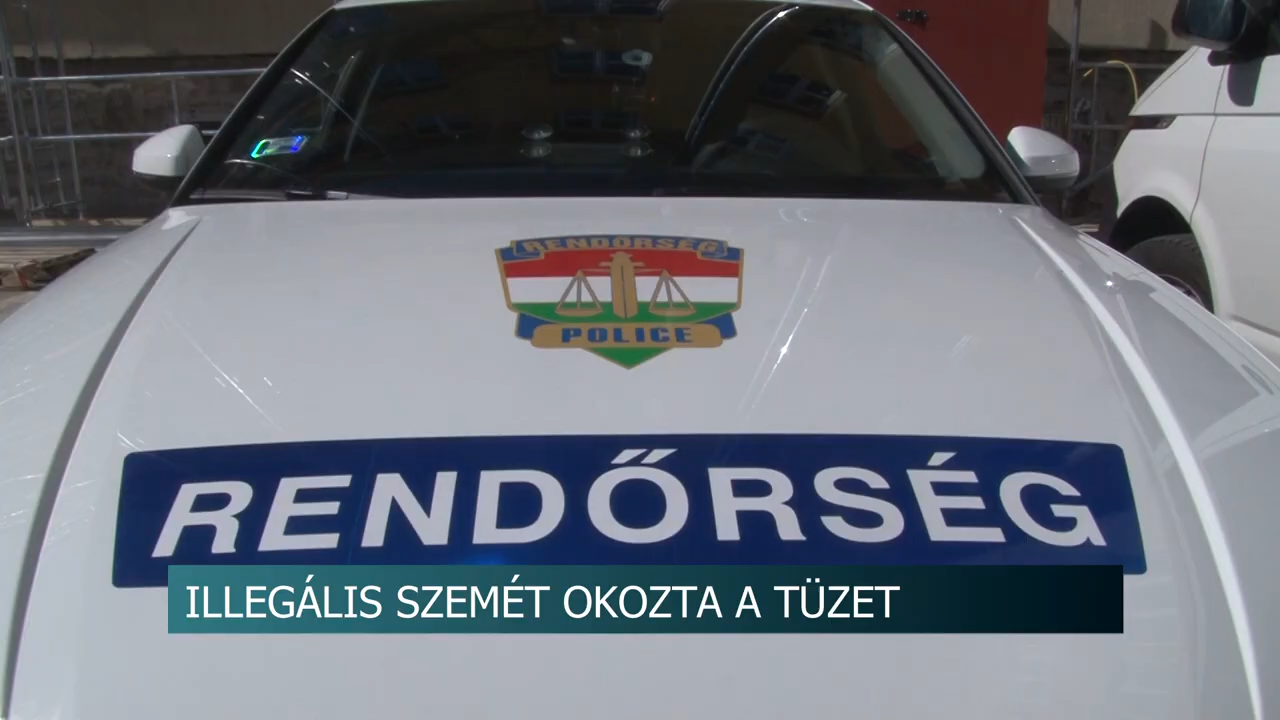 RENDŐRSÉG
POLICE
RENDŐRSÉG
ILLEGÁLIS SZEMÉT OKOZTA A TÜZET